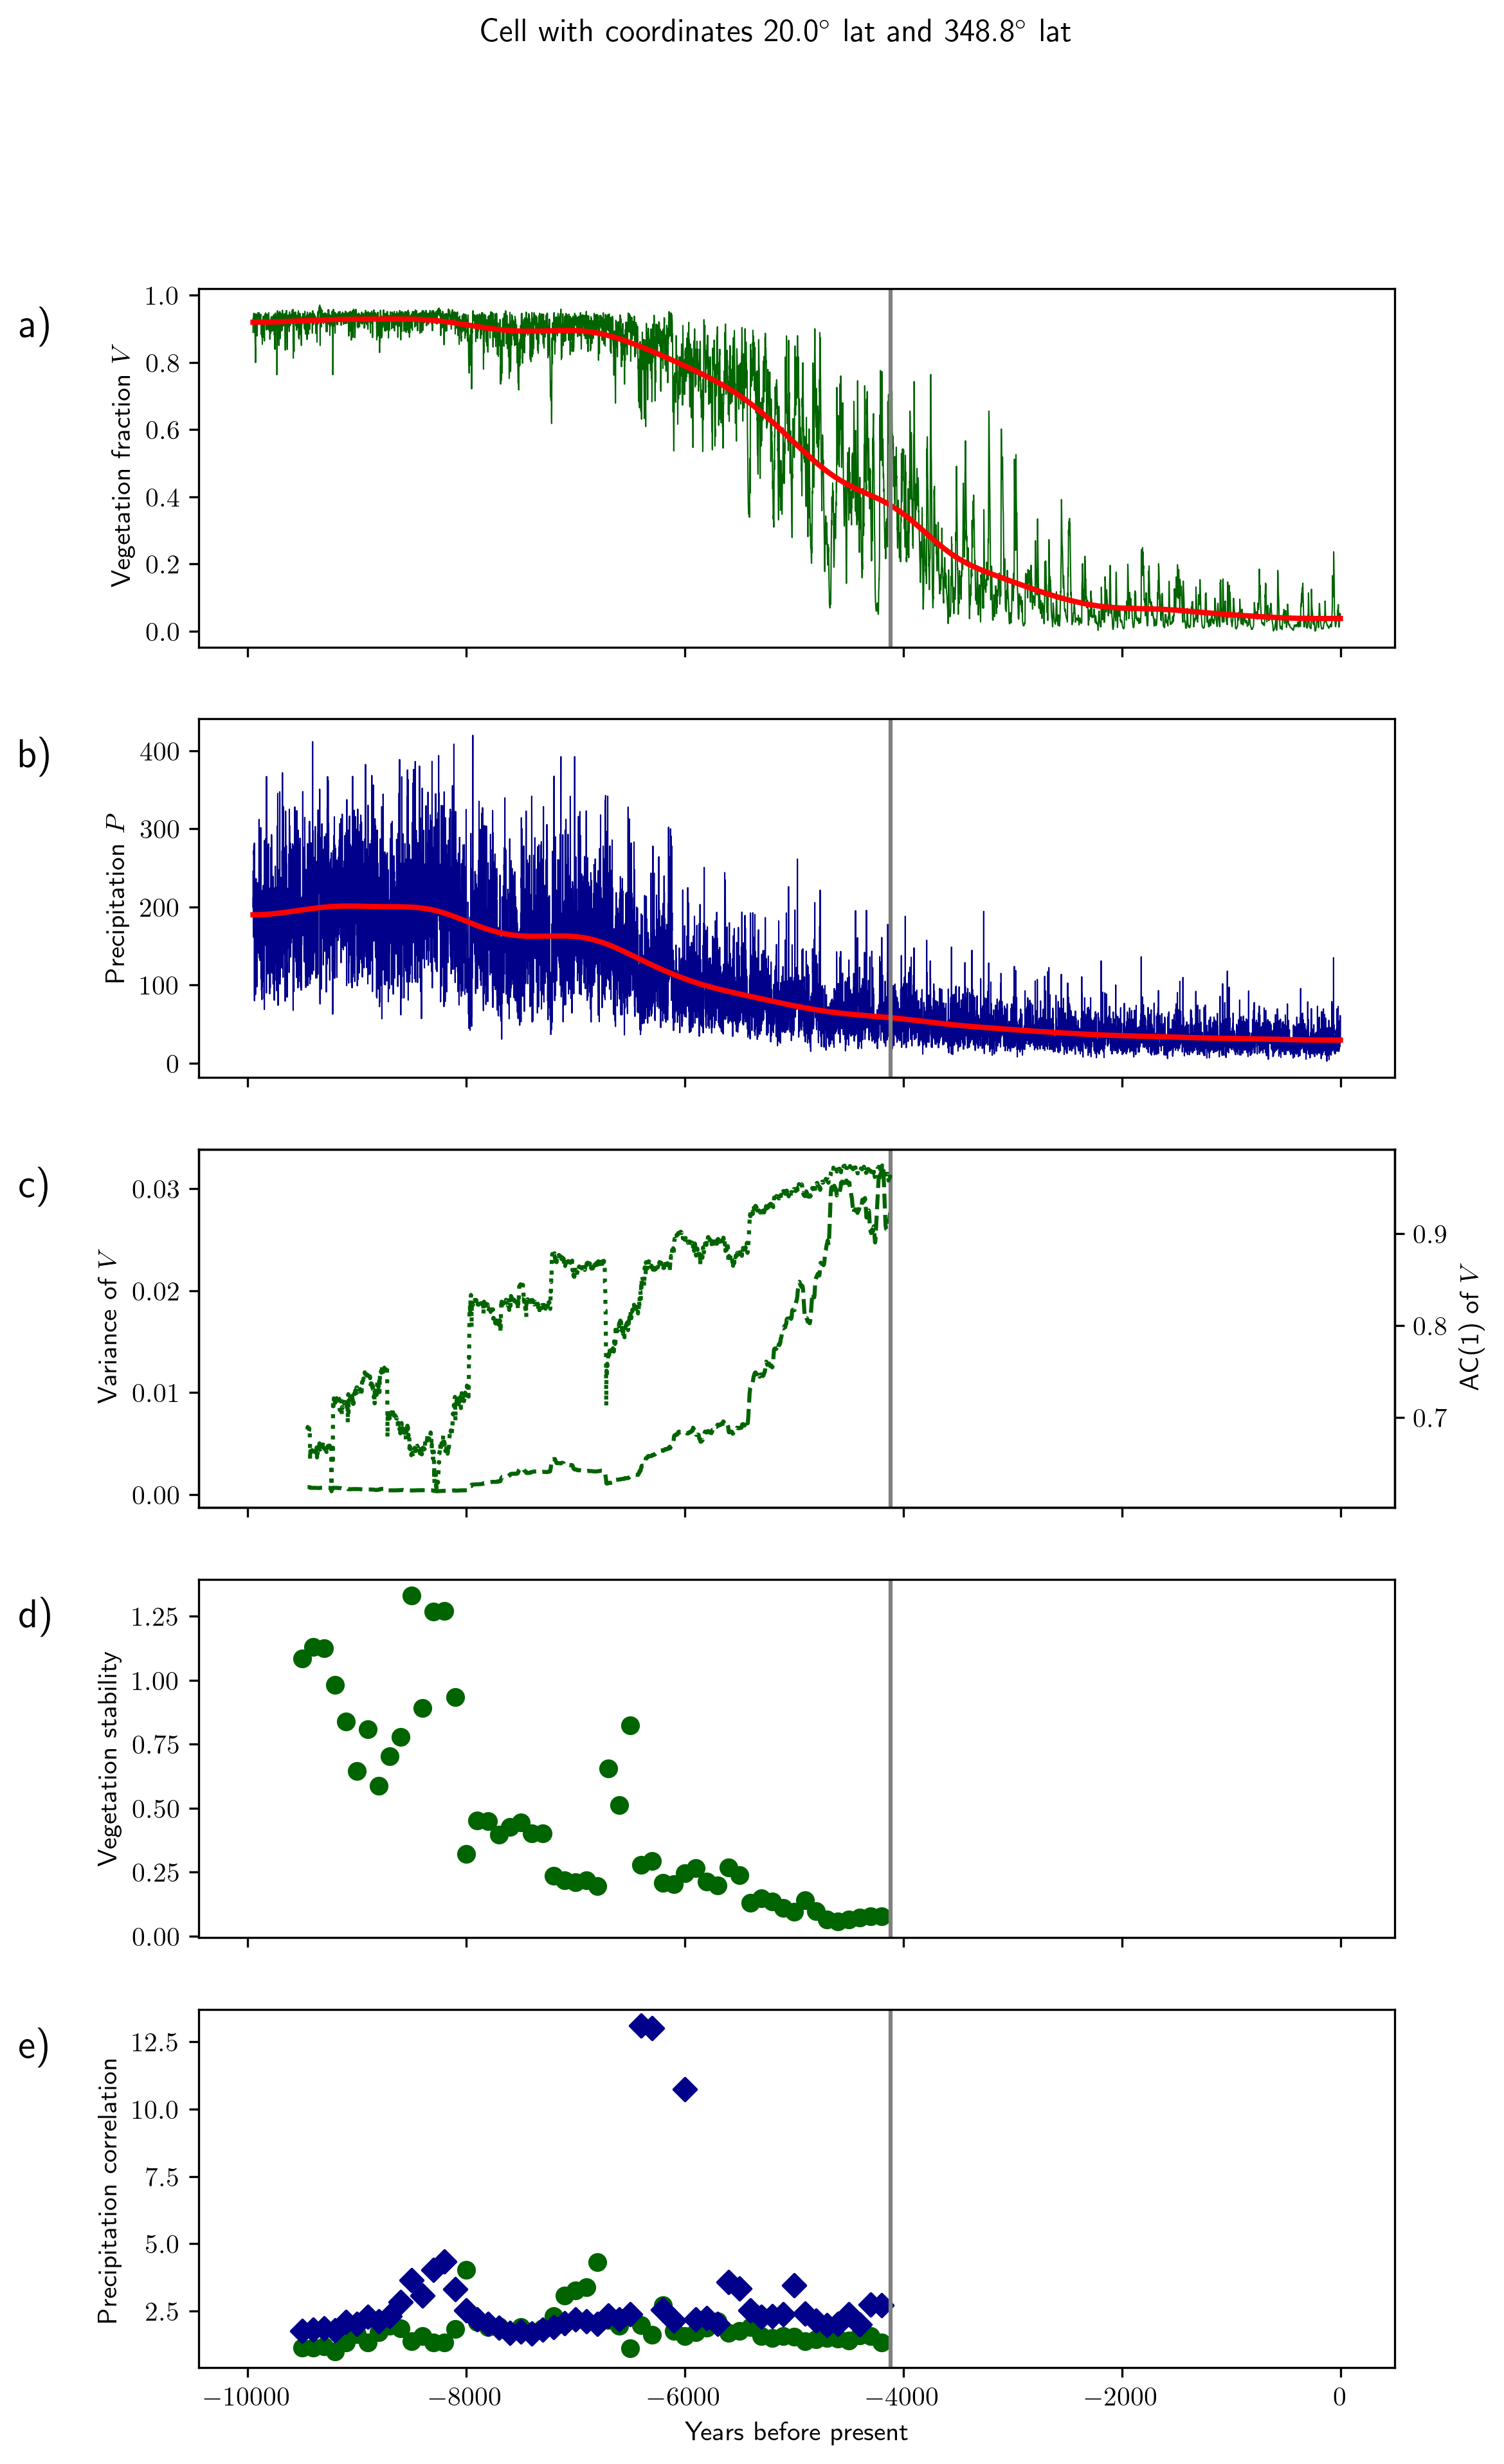 Cell with coordinates 20.0° lat and 348.8° lat
a)
Vegetation fraction V
1.0
0.8
0.6
0.4
0.2
0.0
b)
Precipitation P
400
300
200
100
0
c)
Variance of V
0.03
0.02
0.01
0.00
0.9
0.8
0.7
AC(1) of V
d)
Vegetation stability
1.25
1.00
0.75
0.50
0.25
0.00
e)
Precipitation correlation
12.5
10.0
7.5
5.0
2.5
−10000 −8000 −6000 −4000 −2000 0
Years before present